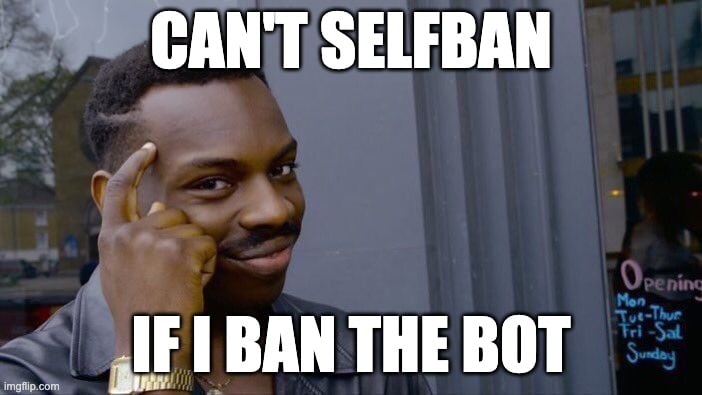 CAN'T SELFBAN
IF I BAN THE BOT
Opening
Mon
Tue-Thur
Fri-Sat
Sunday
imgflip.com